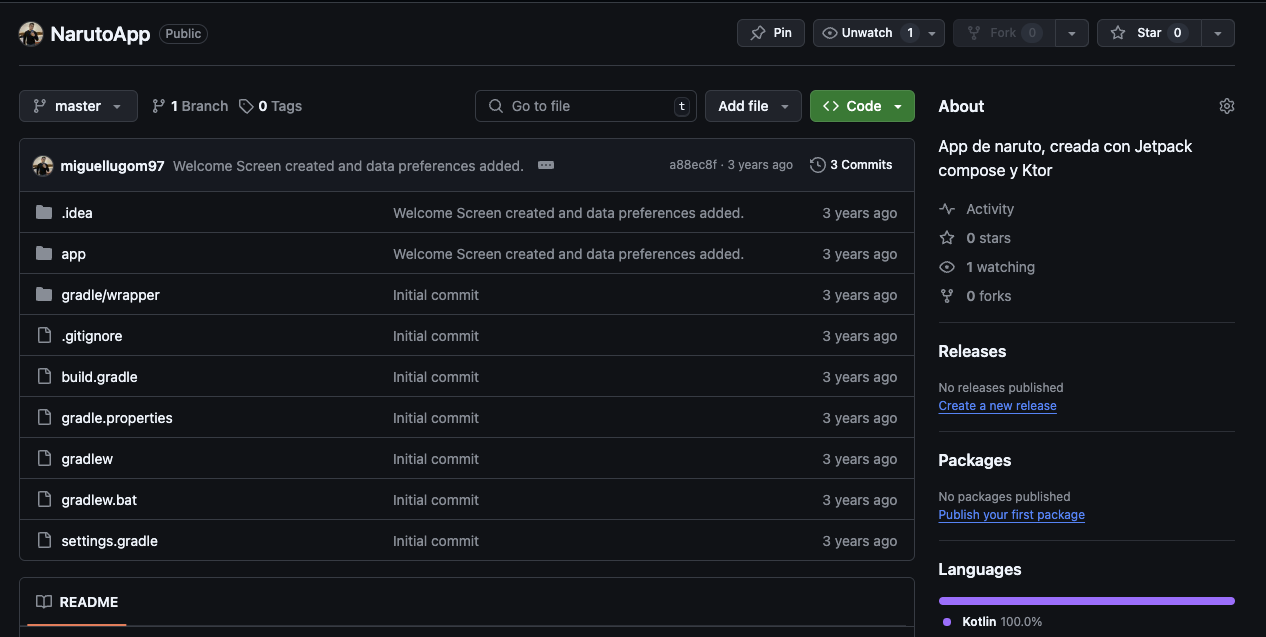 NarutoApp Public Pin Unwatch 1 Fork 0 Star 0
master 1 Branch 0 Tags Go to file t Add file Code
miguellugom97 Welcome Screen created and data preferences added. a88ec8f · 3 years ago 3 Commits
.idea Welcome Screen created and data preferences added. 3 years ago
app Welcome Screen created and data preferences added. 3 years ago
gradle/wrapper Initial commit 3 years ago
.gitignore Initial commit 3 years ago
build.gradle Initial commit 3 years ago
gradle.properties Initial commit 3 years ago
gradlew Initial commit 3 years ago
gradlew.bat Initial commit 3 years ago
settings.gradle Initial commit 3 years ago
README
About
App de naruto, creada con Jetpack
compose y Ktor
Activity
0 stars
1 watching
0 forks
Releases
No releases published
Create a new release
Packages
No packages published
Publish your first package
Languages
Kotlin 100.0%